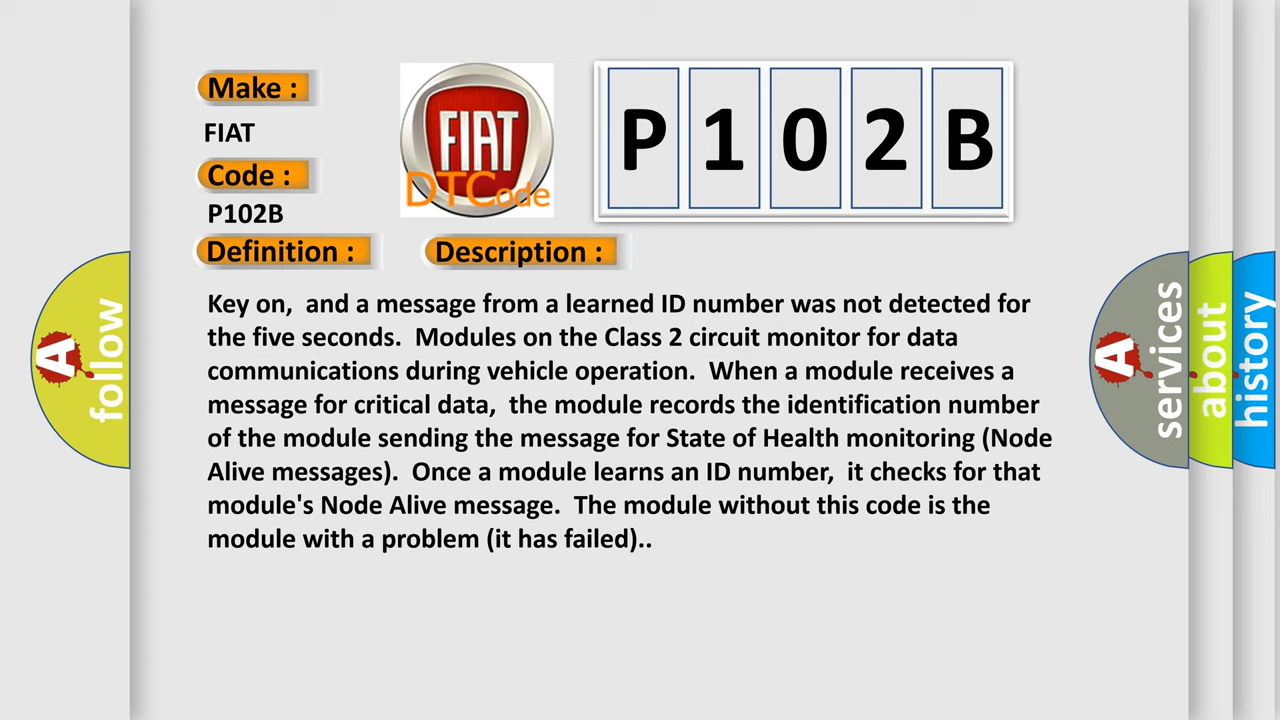 Make :
FIAT
Code :
P102B
FIAT
DTCode
P102B
Definition :
Description :
Key on,  and a message from a learned ID number was not detected for
the five seconds  Modules on the Class 2 circuit monitor for data
communications during vehicle operation  When a module receives a
message for critical data,  the module records the identification number
of the module sending the message for State of Health monitoring (Node
Alive messages)  Once a module learns an ID number,  it checks for that
module's Node Alive message  The module without this code is the
module with a problem (it has failed)..
A follow
A services
about
history